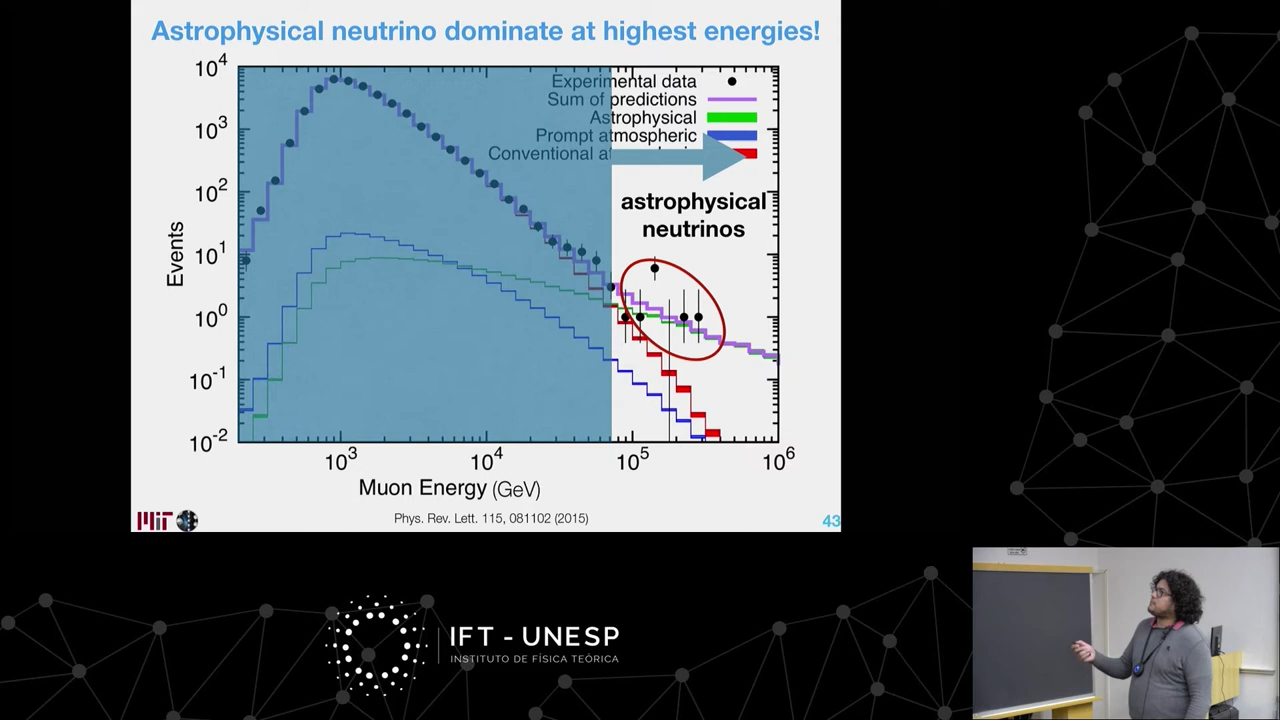 Astrophysical neutrino dominate at highest energies!
10^4
10^3
10^2
10^1
10^0
10^-1
10^-2
Events
Experimental data
Sum of predictions
Astrophysical
Prompt atmospheric
Conventional at
astrophysical
neutrinos
10^3
10^4
10^5
10^6
Muon Energy (GeV)
MIT
Phys. Rev. Lett. 115, 081102 (2015)
43
IFT - UNESP
INSTITUTO DE FÍSICA TEÓRICA